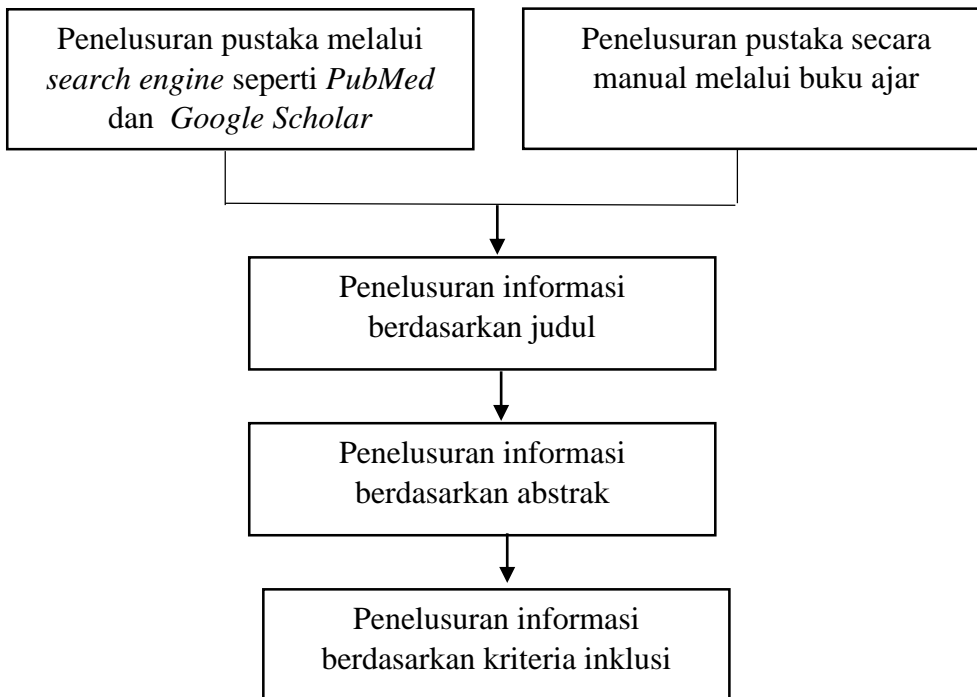 Penelusuran pustaka melalui
search engine seperti PubMed
dan Google Scholar
Penelusuran pustaka secara
manual melalui buku ajar
Penelusuran informasi
berdasarkan judul
Penelusuran informasi
berdasarkan abstrak
Penelusuran informasi
berdasarkan kriteria inklusi